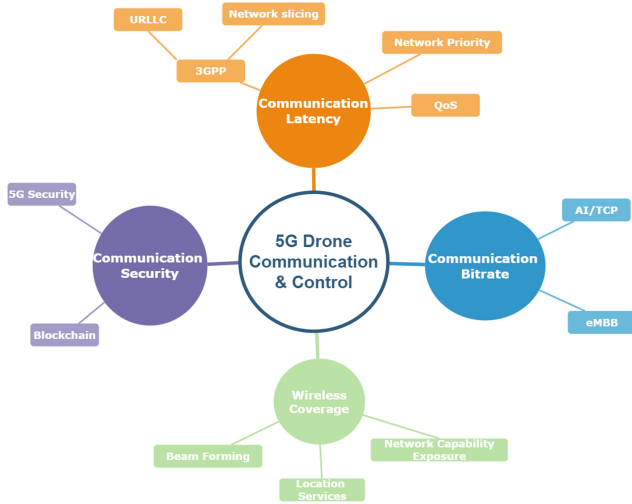 URLLC
Network slicing
3GPP
Network Priority
Communication
Latency
QoS
5G Security
AI/TCP
5G Drone
Communication
& Control
Communication
Security
Communication
Bitrate
Blockchain
eMBB
Wireless
Coverage
Beam Forming
Network Capability
Exposure
Location
Services